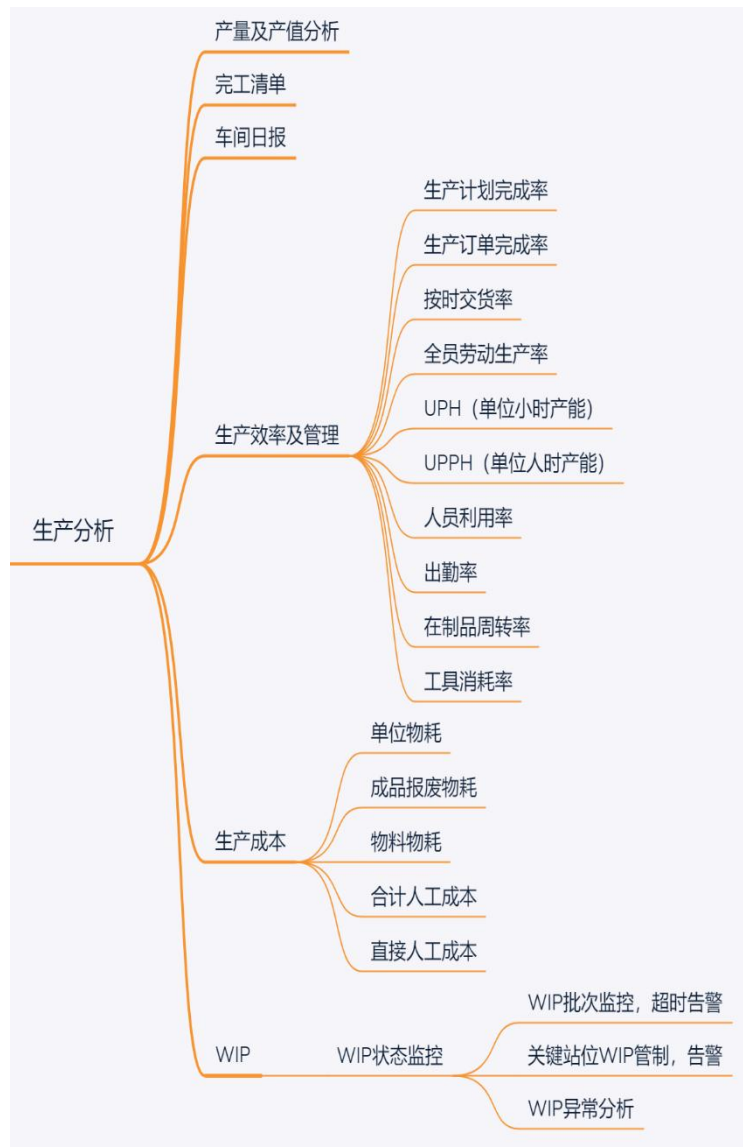 产量及产值分析
完工清单
车间日报
生产计划完成率
生产订单完成率
按时交货率
全员劳动生产率
UPH（单位小时产能）
生产效率及管理
UPPH（单位人时产能）
人员利用率
生产分析
出勤率
在制品周转率
工具消耗率
单位物耗
成品报废物耗
生产成本
物料物耗
合计人工成本
直接人工成本
WIP批次监控，超时告警
WIP
WIP状态监控
关键站位WIP管制，告警
WIP异常分析